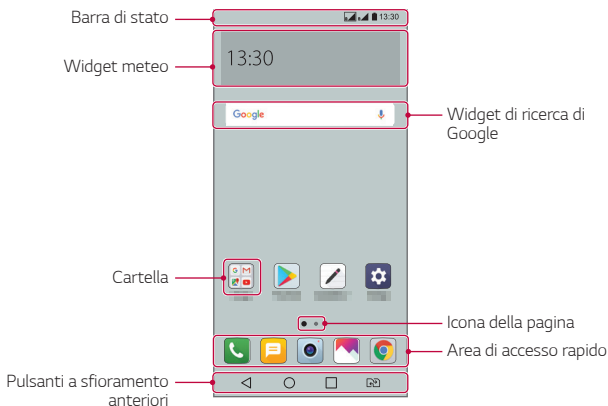 Barra di stato
13:30
Widget meteo
13:30
Google
Widget di ricerca di
Google
Cartella
Icona della pagina
Area di accesso rapido
Pulsanti a sfioramento
anteriori